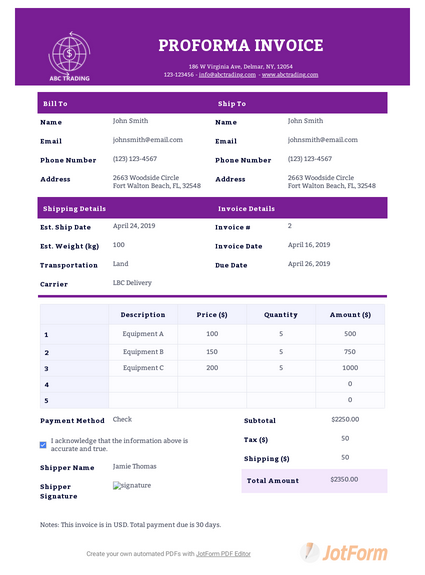 PROFORMA INVOICE
186 W Virginia Ave, Delmar, NY, 12054
123-123456 - info@abctrading.com - www.abctrading.com
ABC TRADING
Bill To Ship To
Name John Smith Name John Smith
Email johnsmith@email.com Email johnsmith@email.com
Phone Number (123) 123-4567 Phone Number (123) 123-4567
Address 2663 Woodside Circle Address 2663 Woodside Circle
Fort Walton Beach, FL, 32548 Fort Walton Beach, FL, 32548
Shipping Details Invoice Details
Est. Ship Date April 24, 2019 Invoice # 2
Est. Weight (kg) 100 Invoice Date April 16, 2019
Transportation Land Due Date April 26, 2019
Carrier LBC Delivery
Description Price ($) Quantity Amount ($)
1 Equipment A 100 5 500
2 Equipment B 150 5 750
3 Equipment C 200 5 1000
4 0
5 0
Payment Method Check Subtotal $2250.00
I acknowledge that the information above is Tax ($) 50
accurate and true.
Shipping ($) 50
Shipper Name Jamie Thomas
Total Amount $2350.00
Shipper signature
Signature
Notes: This invoice is in USD. Total payment due is 30 days.
Create your own automated PDFs with JotForm PDF Editor
JotForm